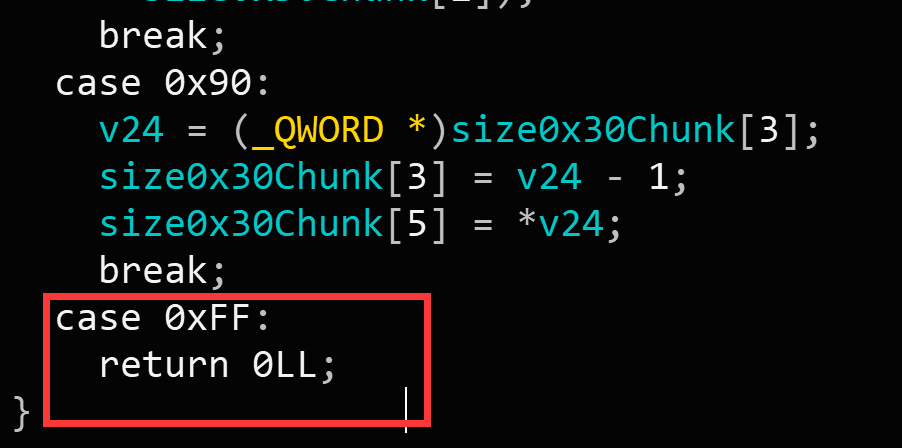 break;
case 0x90:
v24 = (_QWORD *)size0x30Chunk[3];
size0x30Chunk[3] = v24 - 1;
size0x30Chunk[5] = *v24;
break;
case 0xFF:
return 0LL;
}